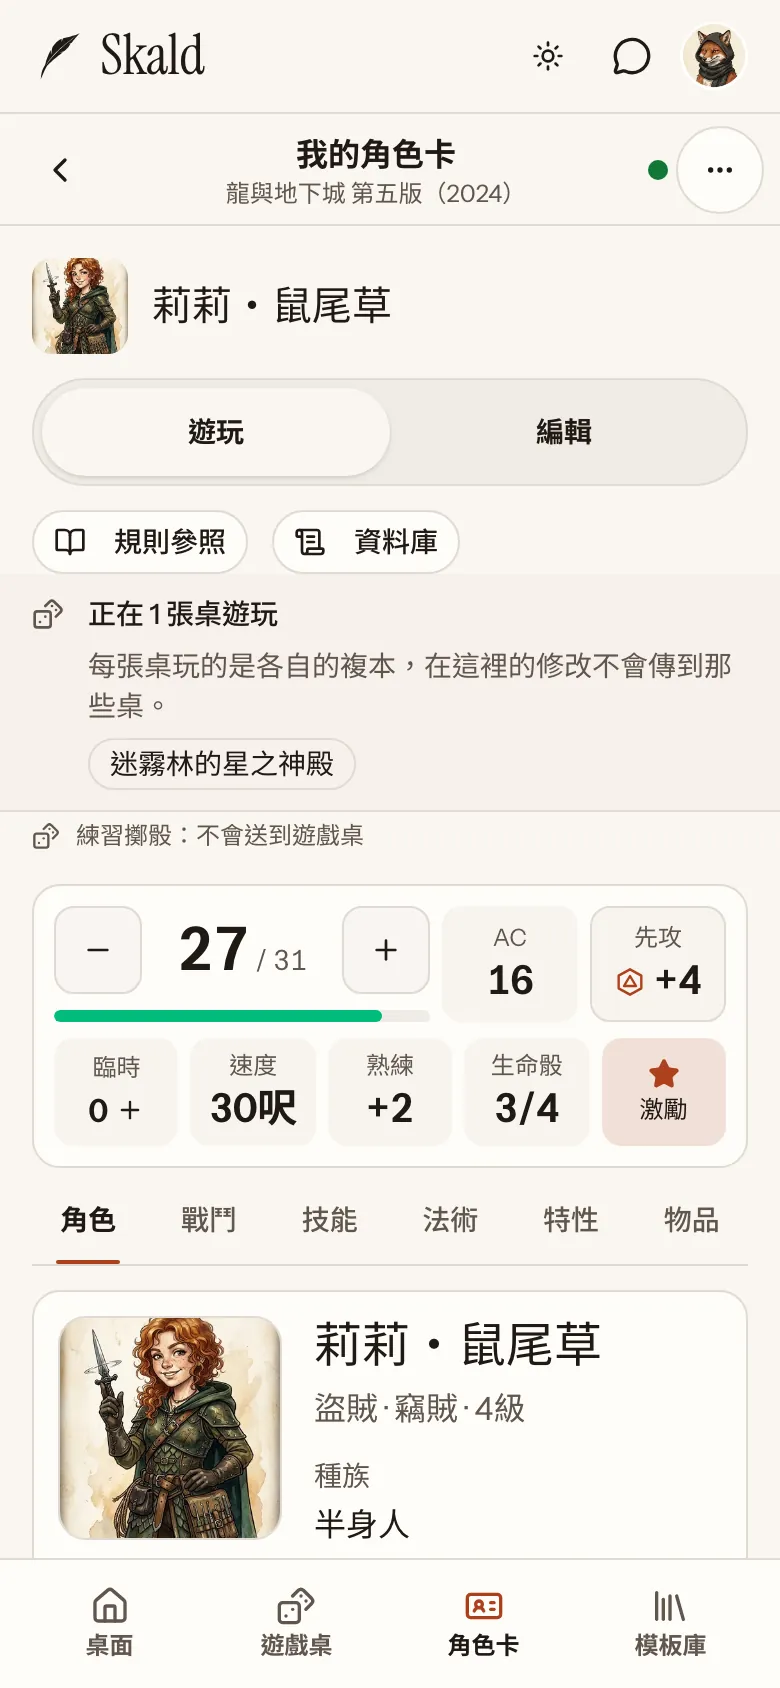 Skald
我的角色卡
龍與地下城 第五版（2024）
莉莉・鼠尾草
遊玩
編輯
規則參照
資料庫
正在1張桌遊玩
每張桌玩的是各自的複本，在這裡的修改不會傳到那
些桌。
迷霧林的星之神殿
練習擲骰：不會送到遊戲桌
− 27 / 31 +
AC
16
先攻
+4
臨時
0 +
速度
30呎
熟練
+2
生命骰
3/4
激勵
角色 戰鬥 技能 法術 特性 物品
莉莉・鼠尾草
盜賊·竊賊·4級
種族
半身人
桌面 遊戲桌 角色卡 模板庫